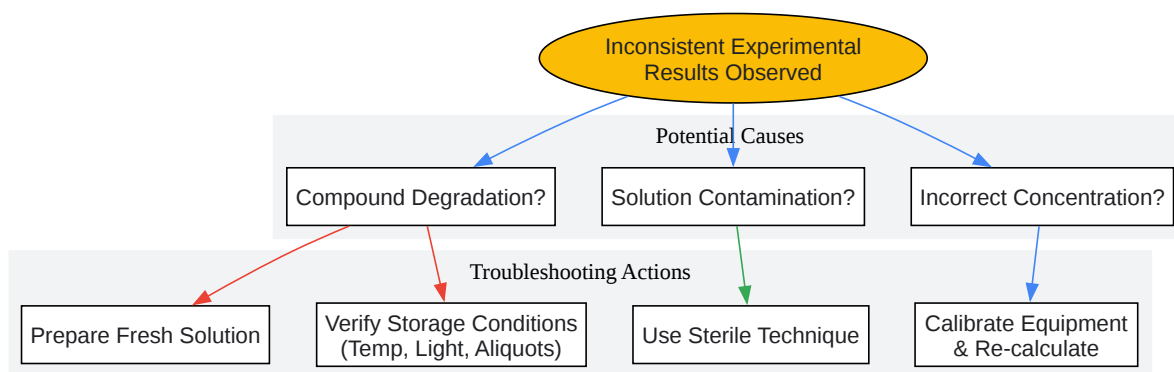 Inconsistent Experimental
Results Observed
Potential Causes
Compound Degradation?
Solution Contamination?
Incorrect Concentration?
Troubleshooting Actions
Prepare Fresh Solution
Verify Storage Conditions
(Temp, Light, Aliquots)
Use Sterile Technique
Calibrate Equipment
& Re-calculate